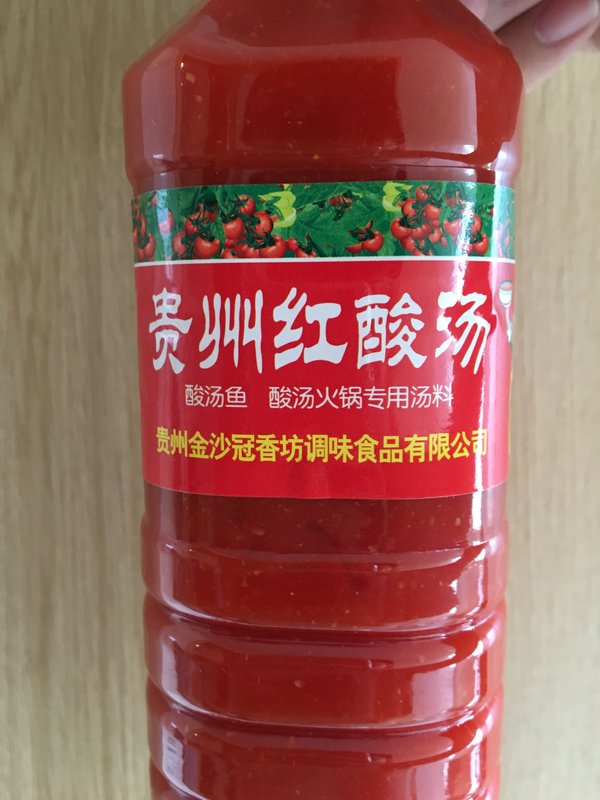 贵州红酸汤
酸汤鱼 酸汤火锅专用汤料
贵州金沙冠香坊调味食品有限公司